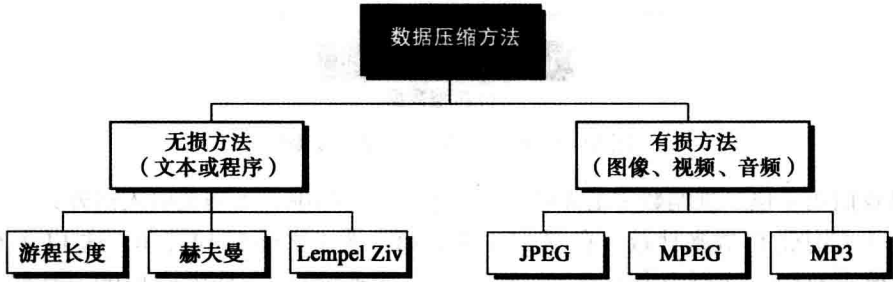 数据压缩方法
无损方法
（文本或程序）
有损方法
（图像、视频、音频）
游程长度
赫夫曼
Lempel Ziv
JPEG
MPEG
MP3